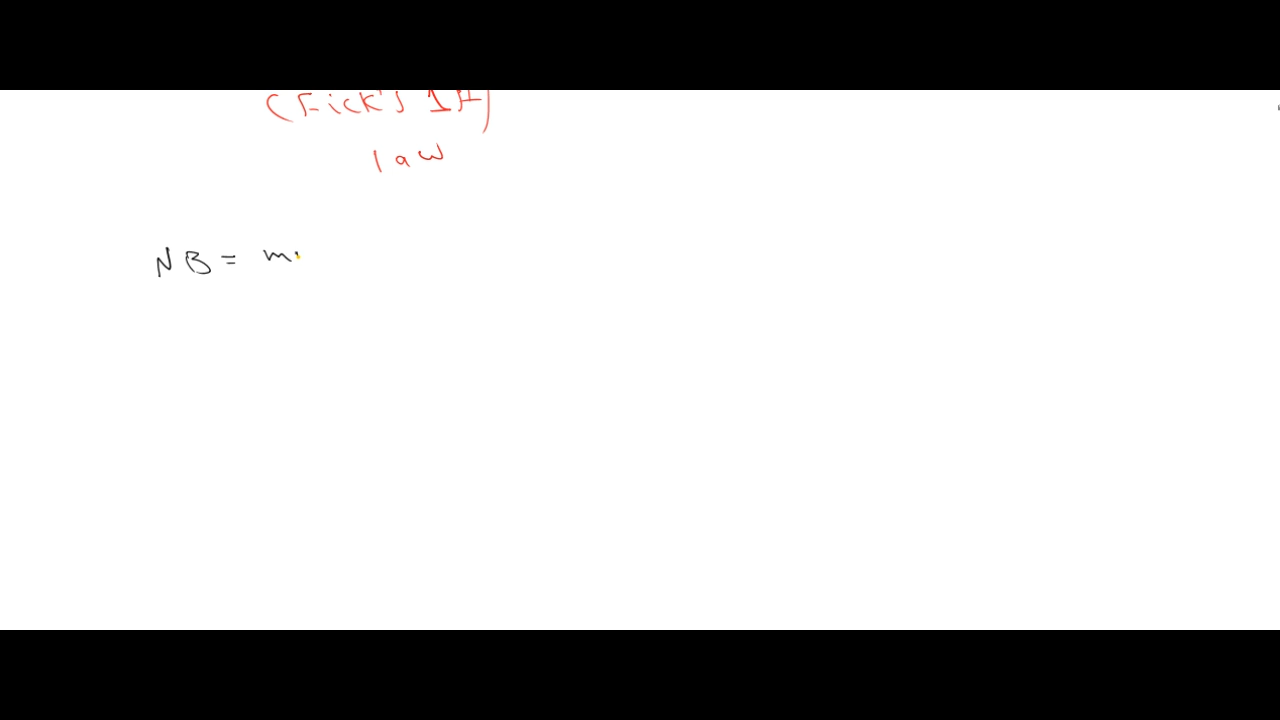 (Fick's 1st)
law
NB = m